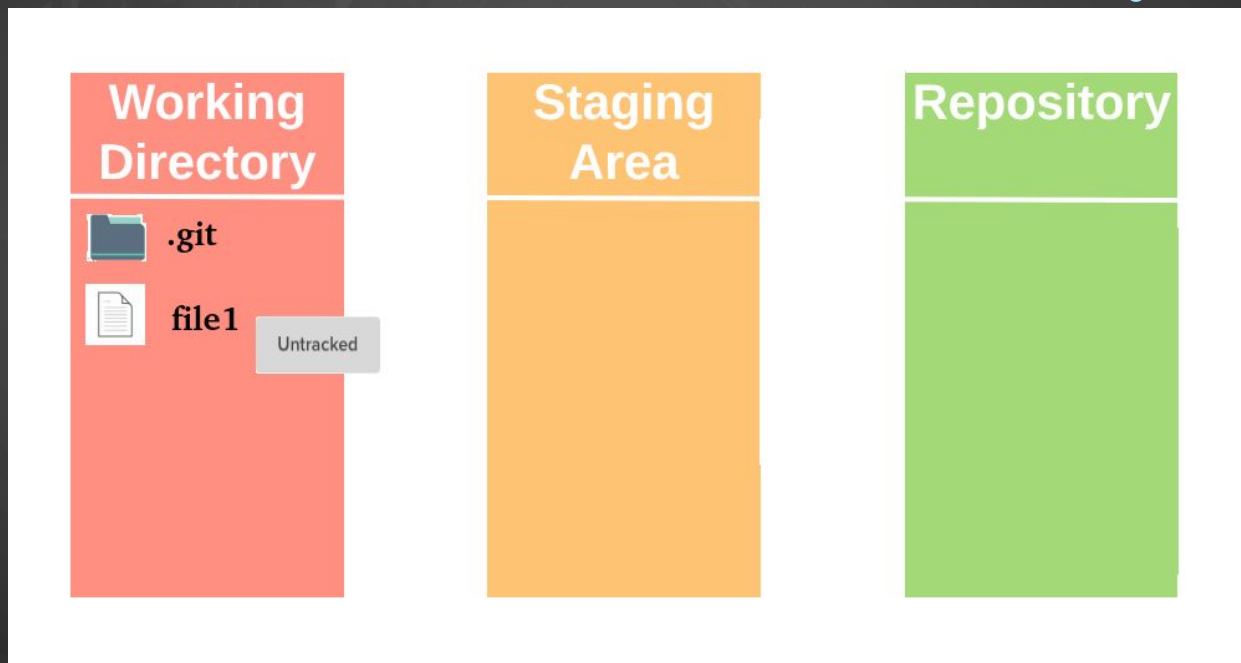 Working
Directory
.git
file1
Untracked
Staging
Area
Repository